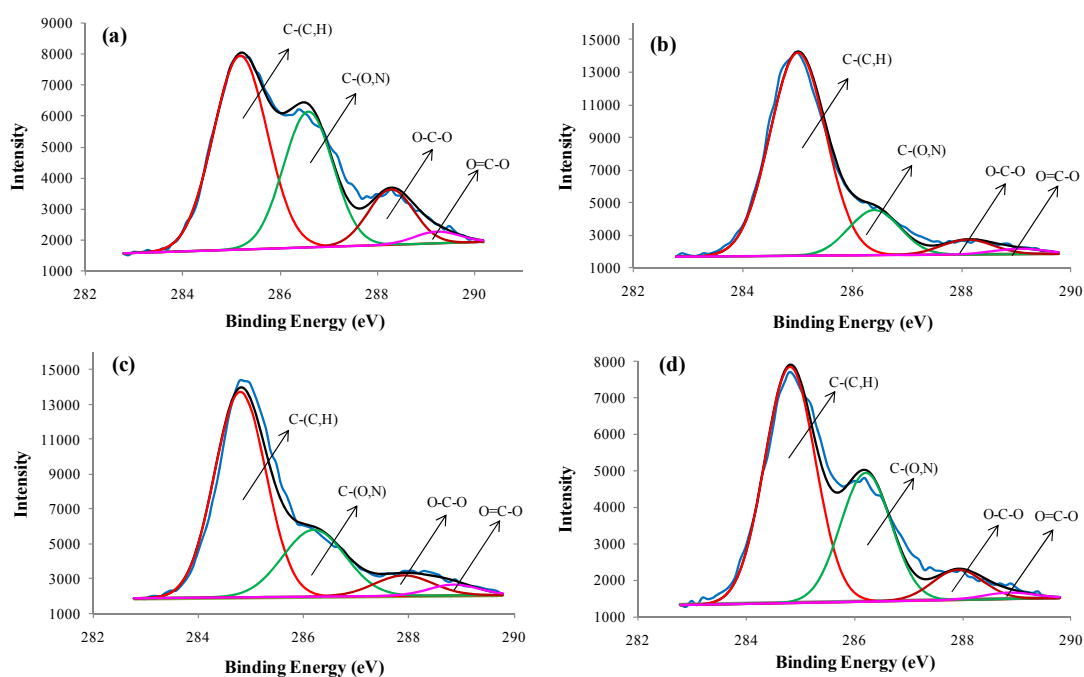 (a)
9000
8000
7000
6000
5000
4000
3000
2000
1000
Intensity
C-(C,H)
C-(O,N)
O-C-O
O=C-O
282 284 286 288 290
Binding Energy (eV)
(b)
15000
13000
11000
9000
7000
5000
3000
1000
Intensity
C-(C,H)
C-(O,N)
O-C-O
O=C-O
282 284 286 288 290
Binding Energy (eV)
(c)
15000
13000
11000
9000
7000
5000
3000
1000
Intensity
C-(C,H)
C-(O,N)
O-C-O
O=C-O
282 284 286 288 290
Binding Energy (eV)
(d)
8000
7000
6000
5000
4000
3000
2000
1000
Intensity
C-(C,H)
C-(O,N)
O-C-O
O=C-O
282 284 286 288 290
Binding Energy (eV)